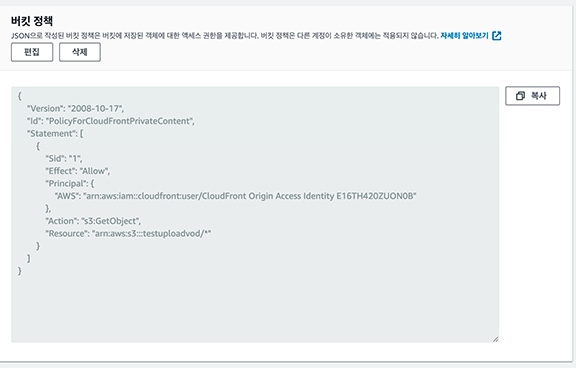 버킷 정책
JSON으로 작성된 버킷 정책은 버킷에 저장된 객체에 대한 액세스 권한을 제공합니다. 버킷 정책은 다른 계정이 소유한 객체에는 적용되지 않습니다. 자세히 알아보기
편집 삭제
복사
{
"Version": "2008-10-17",
"Id": "PolicyForCloudFrontPrivateContent",
"Statement": [
{
"Sid": "1",
"Effect": "Allow",
"Principal": {
"AWS": "arn:aws:iam::cloudfront:user/CloudFront Origin Access Identity E16TH420ZUON0B"
},
"Action": "s3:GetObject",
"Resource": "arn:aws:s3:::testuploadvod/*"
}
]
}